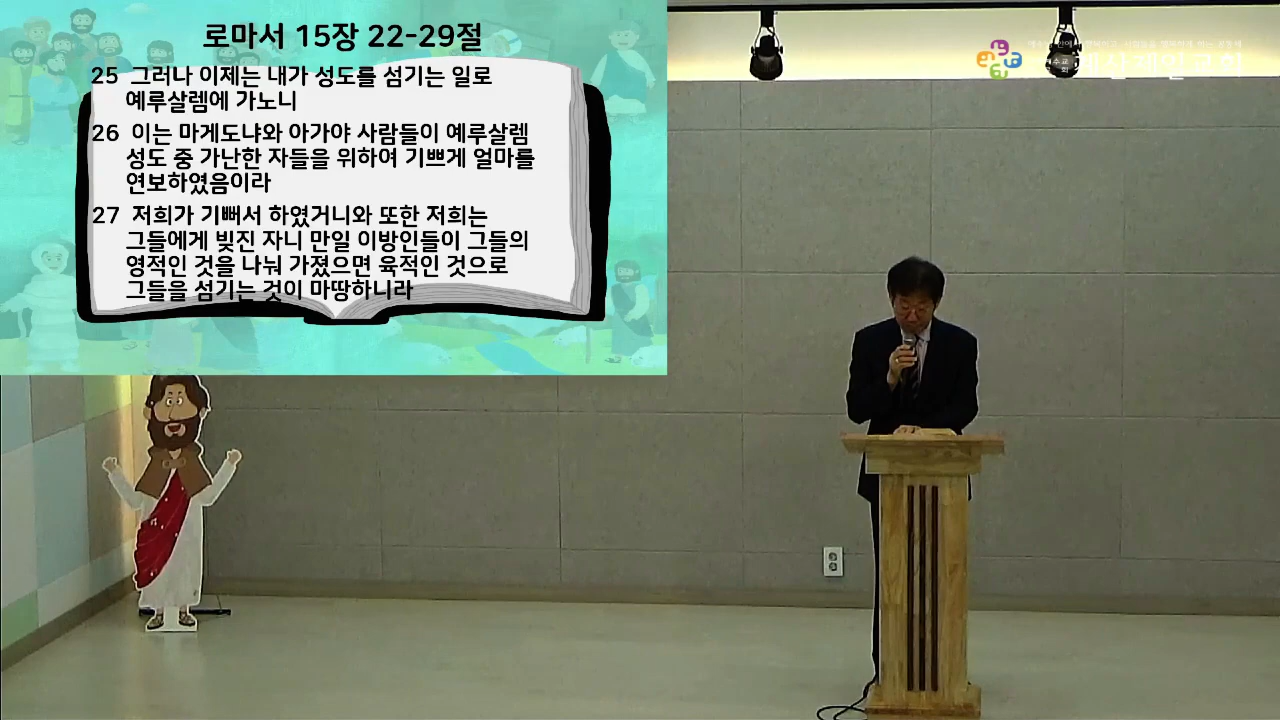 로마서 15장 22-29절
25 그러나 이제는 내가 성도를 섬기는 일로
예루살렘에 가노니
26 이는 마게도냐와 아가야 사람들이 예루살렘
성도 중 가난한 자들을 위하여 기쁘게 얼마를
연보하였음이라
27 저희가 기뻐서 하였거니와 또한 저희는
그들에게 빚진 자니 만일 이방인들이 그들의
영적인 것을 나눠 가졌으면 육적인 것으로
그들을 섬기는 것이 마땅하니라
계산제일교회